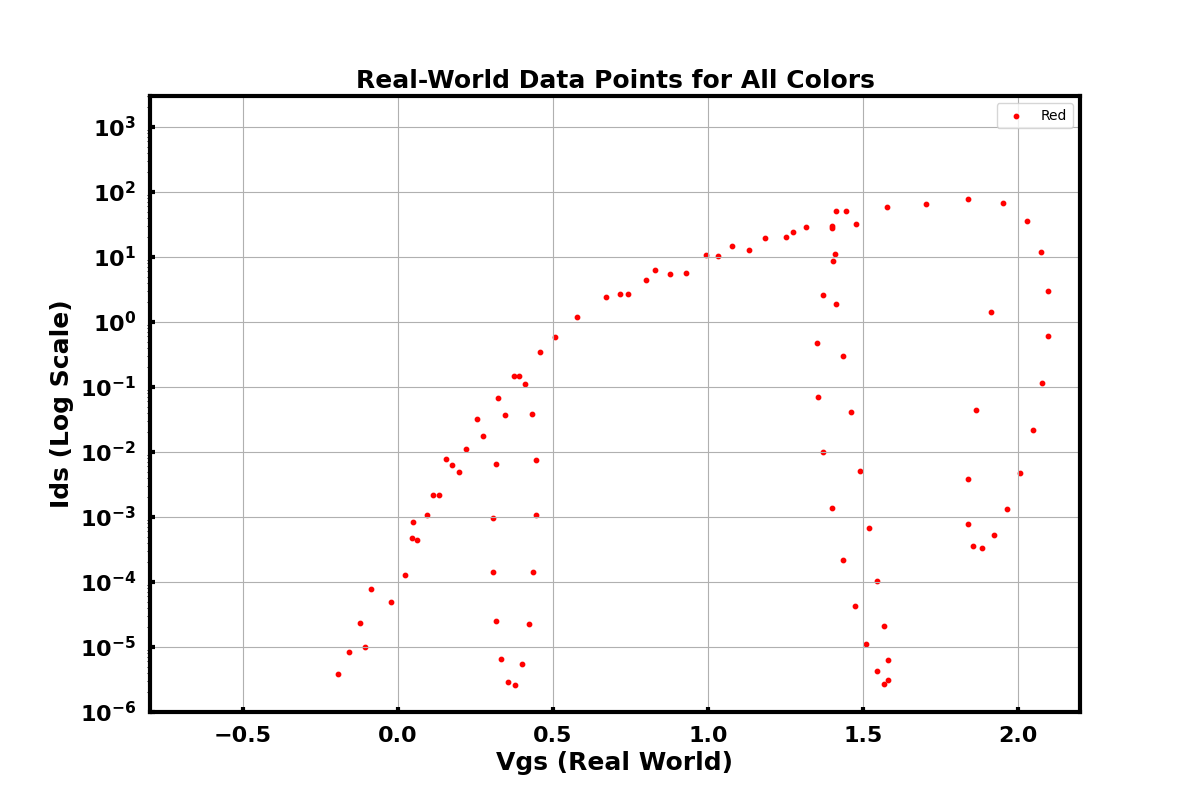 Real-World Data Points for All Colors
Red
10³
10²
10¹
10⁰
10⁻¹
10⁻²
10⁻³
10⁻⁴
10⁻⁵
10⁻⁶
Ids (Log Scale)
−0.5 0.0 0.5 1.0 1.5 2.0
Vgs (Real World)